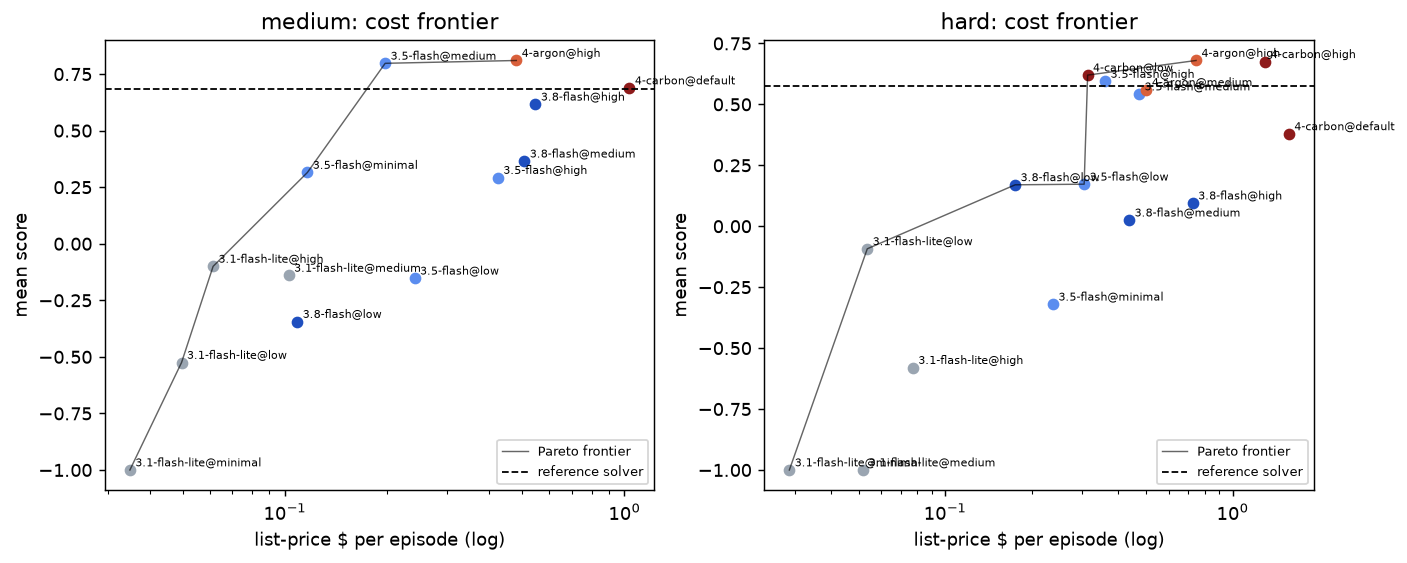 medium: cost frontier
mean score
0.75
0.50
0.25
0.00
−0.25
−0.50
−0.75
−1.00
3.5-flash@medium
4-argon@high
4-carbon@default
3.8-flash@high
3.8-flash@medium
3.5-flash@minimal
3.5-flash@high
3.1-flash-lite@high
3.1-flash-lite@medium
3.5-flash@low
3.8-flash@low
3.1-flash-lite@low
3.1-flash-lite@minimal
Pareto frontier
reference solver
10⁻¹
10⁰
list-price $ per episode (log)
hard: cost frontier
mean score
0.75
0.50
0.25
0.00
−0.25
−0.50
−0.75
−1.00
4-argon@high
4-carbon@high
4-carbon@low
3.5-flash@high
4-argon@medium
3.5-flash@medium
4-carbon@default
3.8-flash@low
3.5-flash@low
3.8-flash@high
3.8-flash@medium
3.1-flash-lite@low
3.5-flash@minimal
3.1-flash-lite@high
3.1-flash-lite@minimal
3.1-flash-lite@medium
Pareto frontier
reference solver
10⁻¹
10⁰
list-price $ per episode (log)